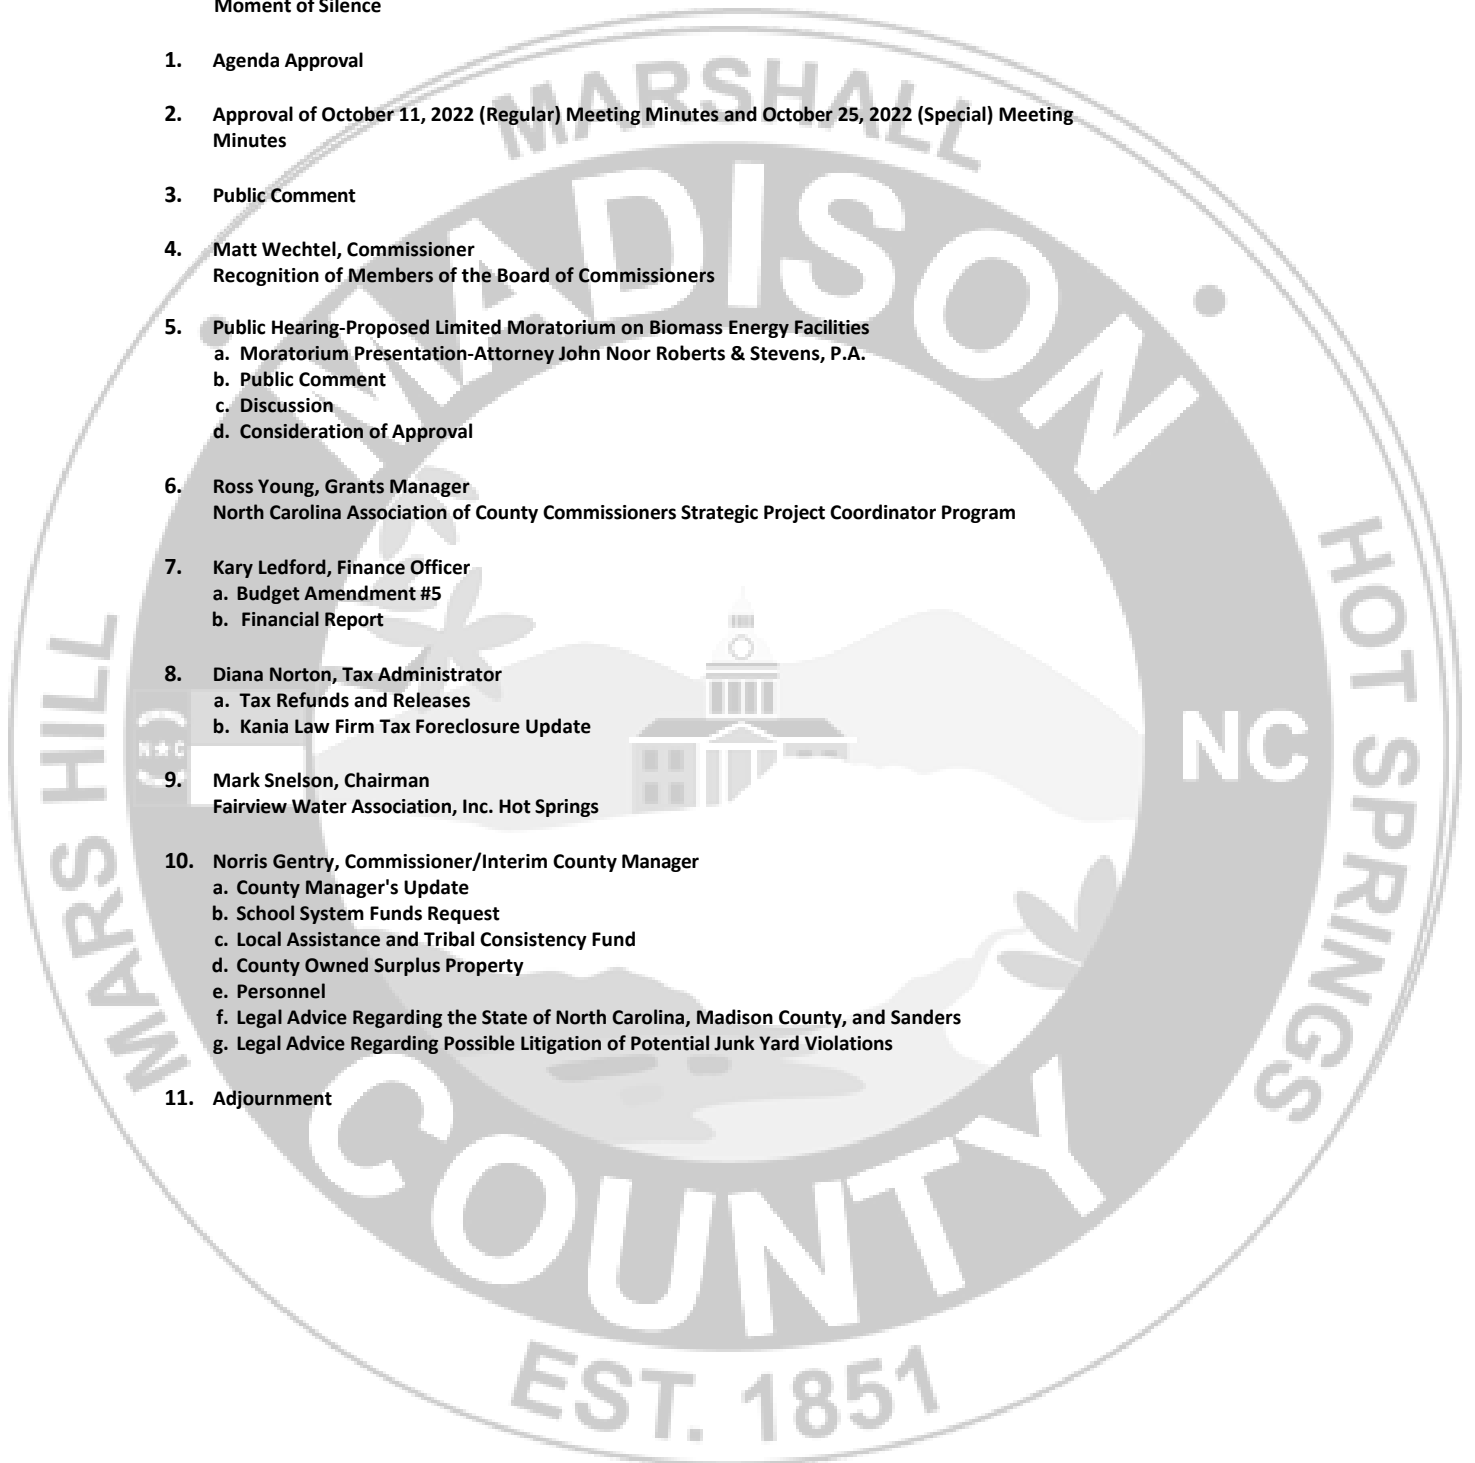 Moment of Silence
1. Agenda Approval
2. Approval of October 11, 2022 (Regular) Meeting Minutes and October 25, 2022 (Special) Meeting
Minutes
3. Public Comment
4. Matt Wechtel, Commissioner
Recognition of Members of the Board of Commissioners
5. Public Hearing-Proposed Limited Moratorium on Biomass Energy Facilities
a. Moratorium Presentation-Attorney John Noor Roberts & Stevens, P.A.
b. Public Comment
c. Discussion
d. Consideration of Approval
6. Ross Young, Grants Manager
North Carolina Association of County Commissioners Strategic Project Coordinator Program
7. Kary Ledford, Finance Officer
a. Budget Amendment #5
b. Financial Report
8. Diana Norton, Tax Administrator
a. Tax Refunds and Releases
b. Kania Law Firm Tax Foreclosure Update
9. Mark Snelson, Chairman
Fairview Water Association, Inc. Hot Springs
10. Norris Gentry, Commissioner/Interim County Manager
a. County Manager's Update
b. School System Funds Request
c. Local Assistance and Tribal Consistency Fund
d. County Owned Surplus Property
e. Personnel
f. Legal Advice Regarding the State of North Carolina, Madison County, and Sanders
g. Legal Advice Regarding Possible Litigation of Potential Junk Yard Violations
11. Adjournment
MARSHALL
MADISON
MARS HILL
HOT SPRINGS
N★C
NC
COUNTY
EST. 1851